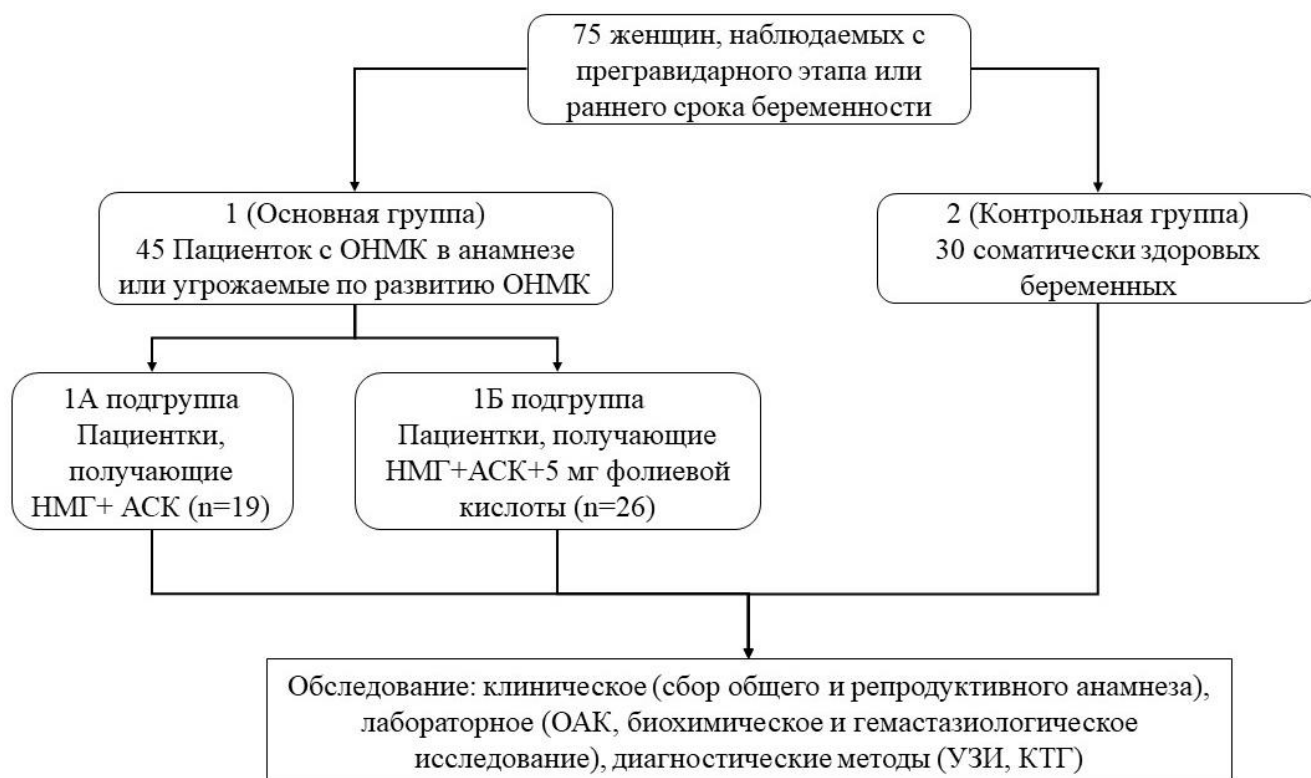 75 женщин, наблюдаемых с
прегравидарного этапа или
раннего срока беременности
1 (Основная группа)
45 Пациенток с ОНМК в анамнезе
или угрожаемые по развитию ОНМК
2 (Контрольная группа)
30 соматически здоровых
беременных
1А подгруппа
Пациентки,
получающие
НМГ+ АСК (n=19)
1Б подгруппа
Пациентки, получающие
НМГ+АСК+5 мг фолиевой
кислоты (n=26)
Обследование: клиническое (сбор общего и репродуктивного анамнеза),
лабораторное (ОАК, биохимическое и гемастазиологическое
исследование), диагностические методы (УЗИ, КТГ)